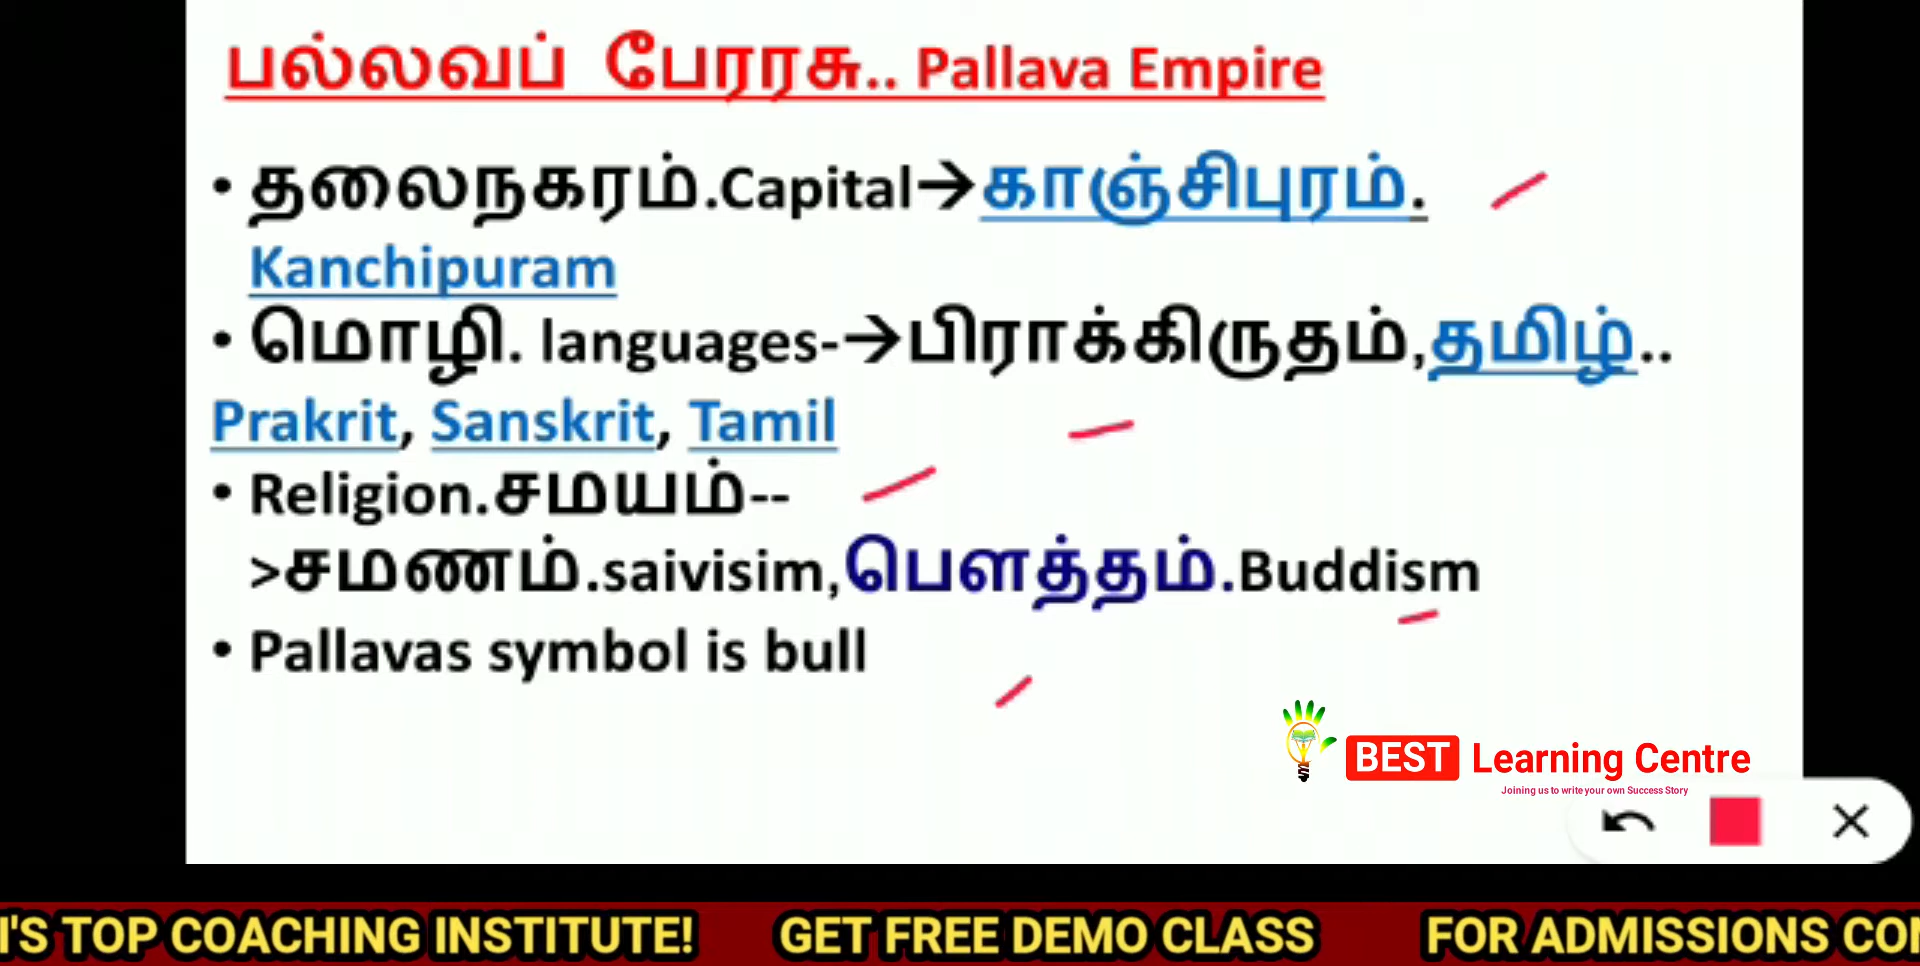 பல்லவப் பேரரசு.. Pallava Empire
• தலைநகரம்.Capital→காஞ்சிபுரம்.
Kanchipuram
• மொழி. languages-→பிராக்கிருதம்,தமிழ்..
Prakrit, Sanskrit, Tamil
• Religion.சமயம்--
>சமணம்.saivisim,பௌத்தம்.Buddism
• Pallavas symbol is bull
BEST Learning Centre
Joining us to write your own Success Story
I'S TOP COACHING INSTITUTE! GET FREE DEMO CLASS FOR ADMISSIONS CON